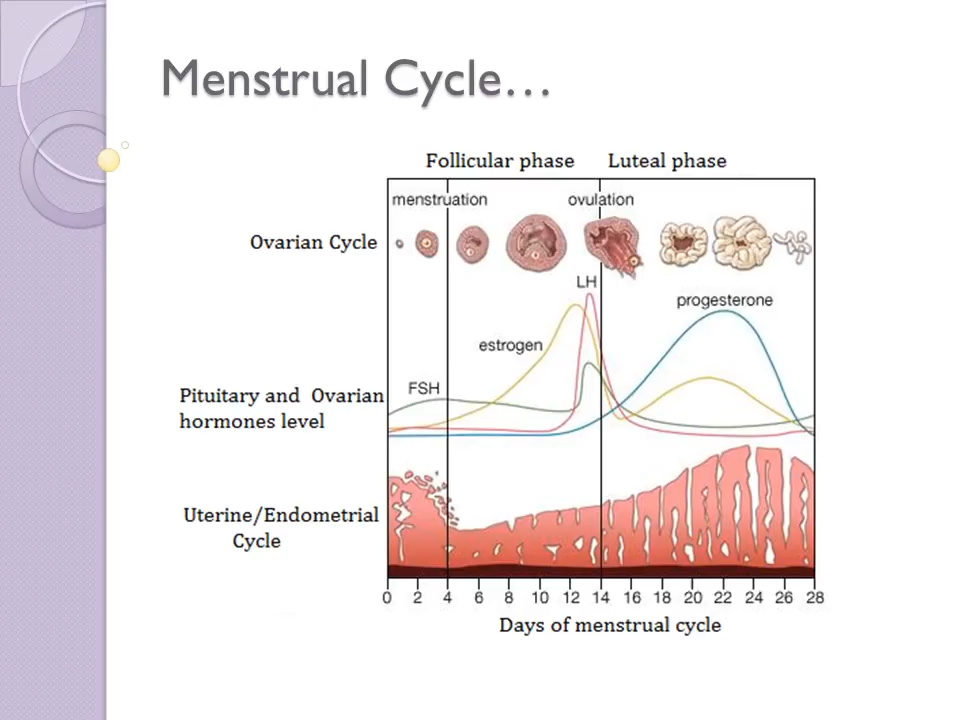 Menstrual Cycle…
Follicular phase
Luteal phase
menstruation
ovulation
Ovarian Cycle
LH
progesterone
estrogen
FSH
Pituitary and Ovarian
hormones level
Uterine/Endometrial
Cycle
0 2 4 6 8 10 12 14 16 18 20 22 24 26 28
Days of menstrual cycle